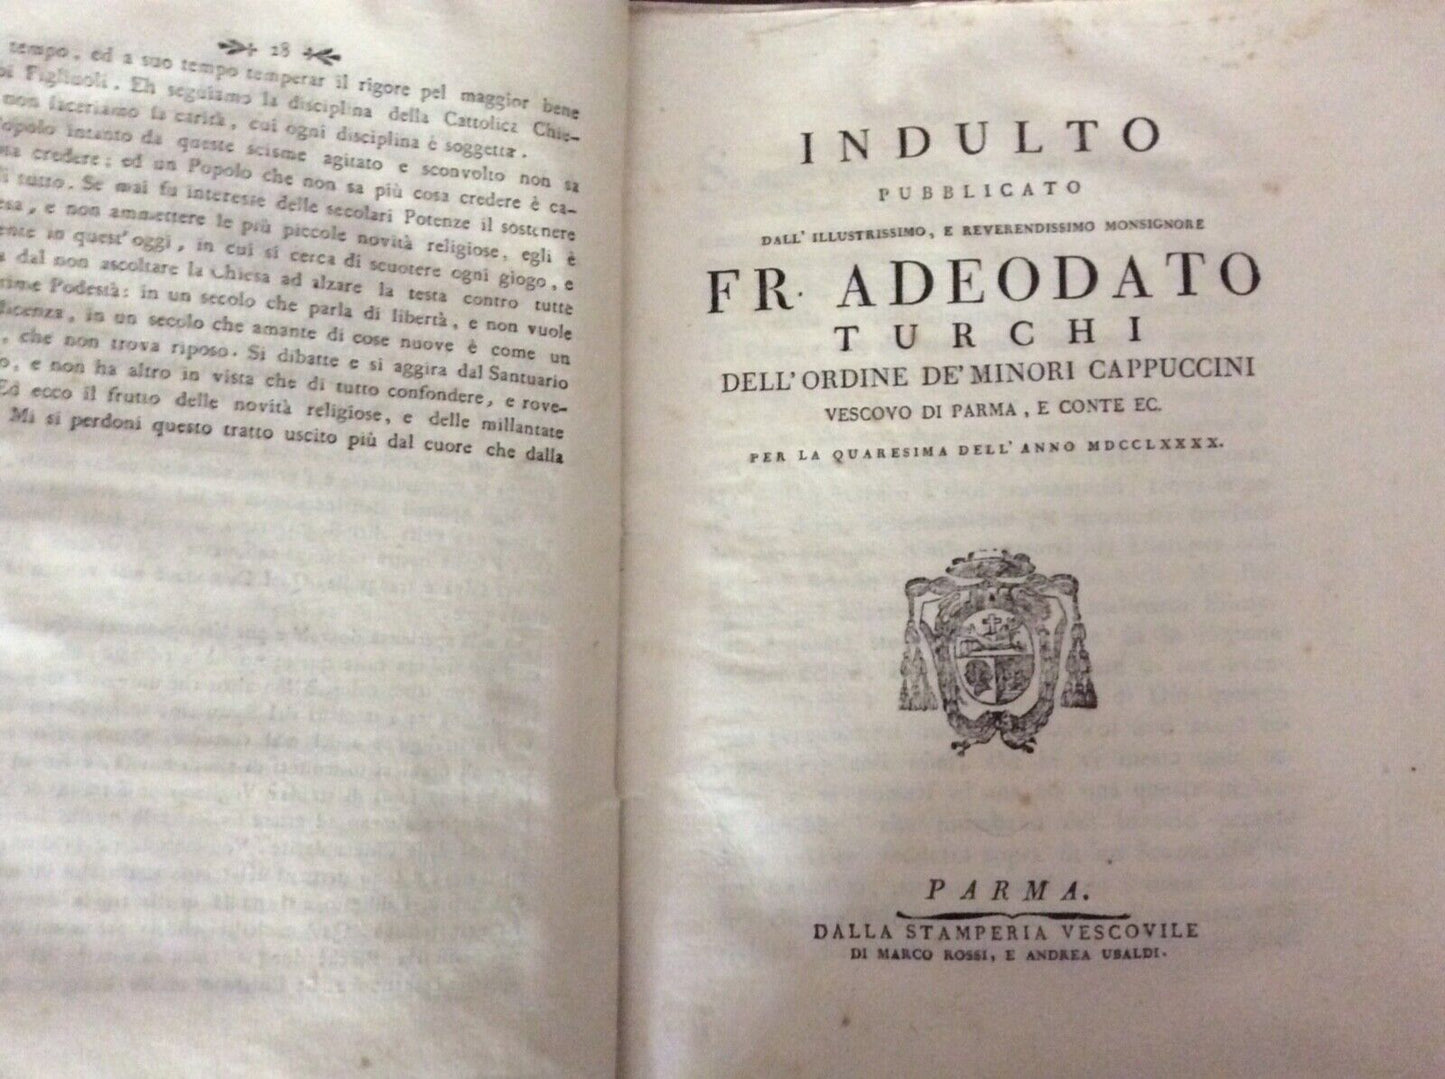 28
tempo, ed a suo tempo temperar il rigore pel maggior bene
Figliuoli. Eh seguiamo la disciplina della Cattolica Chie-
non faceriamo la carità, cui ogni disciplina è soggetta.
Popolo intanto da queste scisme agitato e sconvolto non sa
credere; ed un Popolo che non sa più cosa credere è ca-
di tutto. Se mai fu interesse delle secolari Potenze il sostenere
e non ammettere le più piccole novità religiose, egli è
in quest'oggi, in cui si cerca di scuotere ogni giogo, e
dal non ascoltare la Chiesa ad alzare la testa contro tutte
Podestà: in un secolo che parla di libertà, e non vuole
in un secolo che amante di cose nuove è come un
, che non trova riposo. Si dibatte e si aggira dal Santuario
, e non ha altro in vista che di tutto confondere, e rove-
Ed ecco il frutto delle novità religiose, e delle millantate
Mi si perdoni questo tratto uscito più dal cuore che dalla
INDULTO
PUBBLICATO
DALL' ILLUSTRISSIMO, E REVERENDISSIMO MONSIGNORE
FR. ADEODATO
TURCHI
DELL'ORDINE DE' MINORI CAPPUCCINI
VESCOVO DI PARMA, E CONTE EC.
PER LA QUARESIMA DELL' ANNO MDCCLXXXX.
PARMA.
DALLA STAMPERIA VESCOVILE
DI MARCO ROSSI, E ANDREA UBALDI.